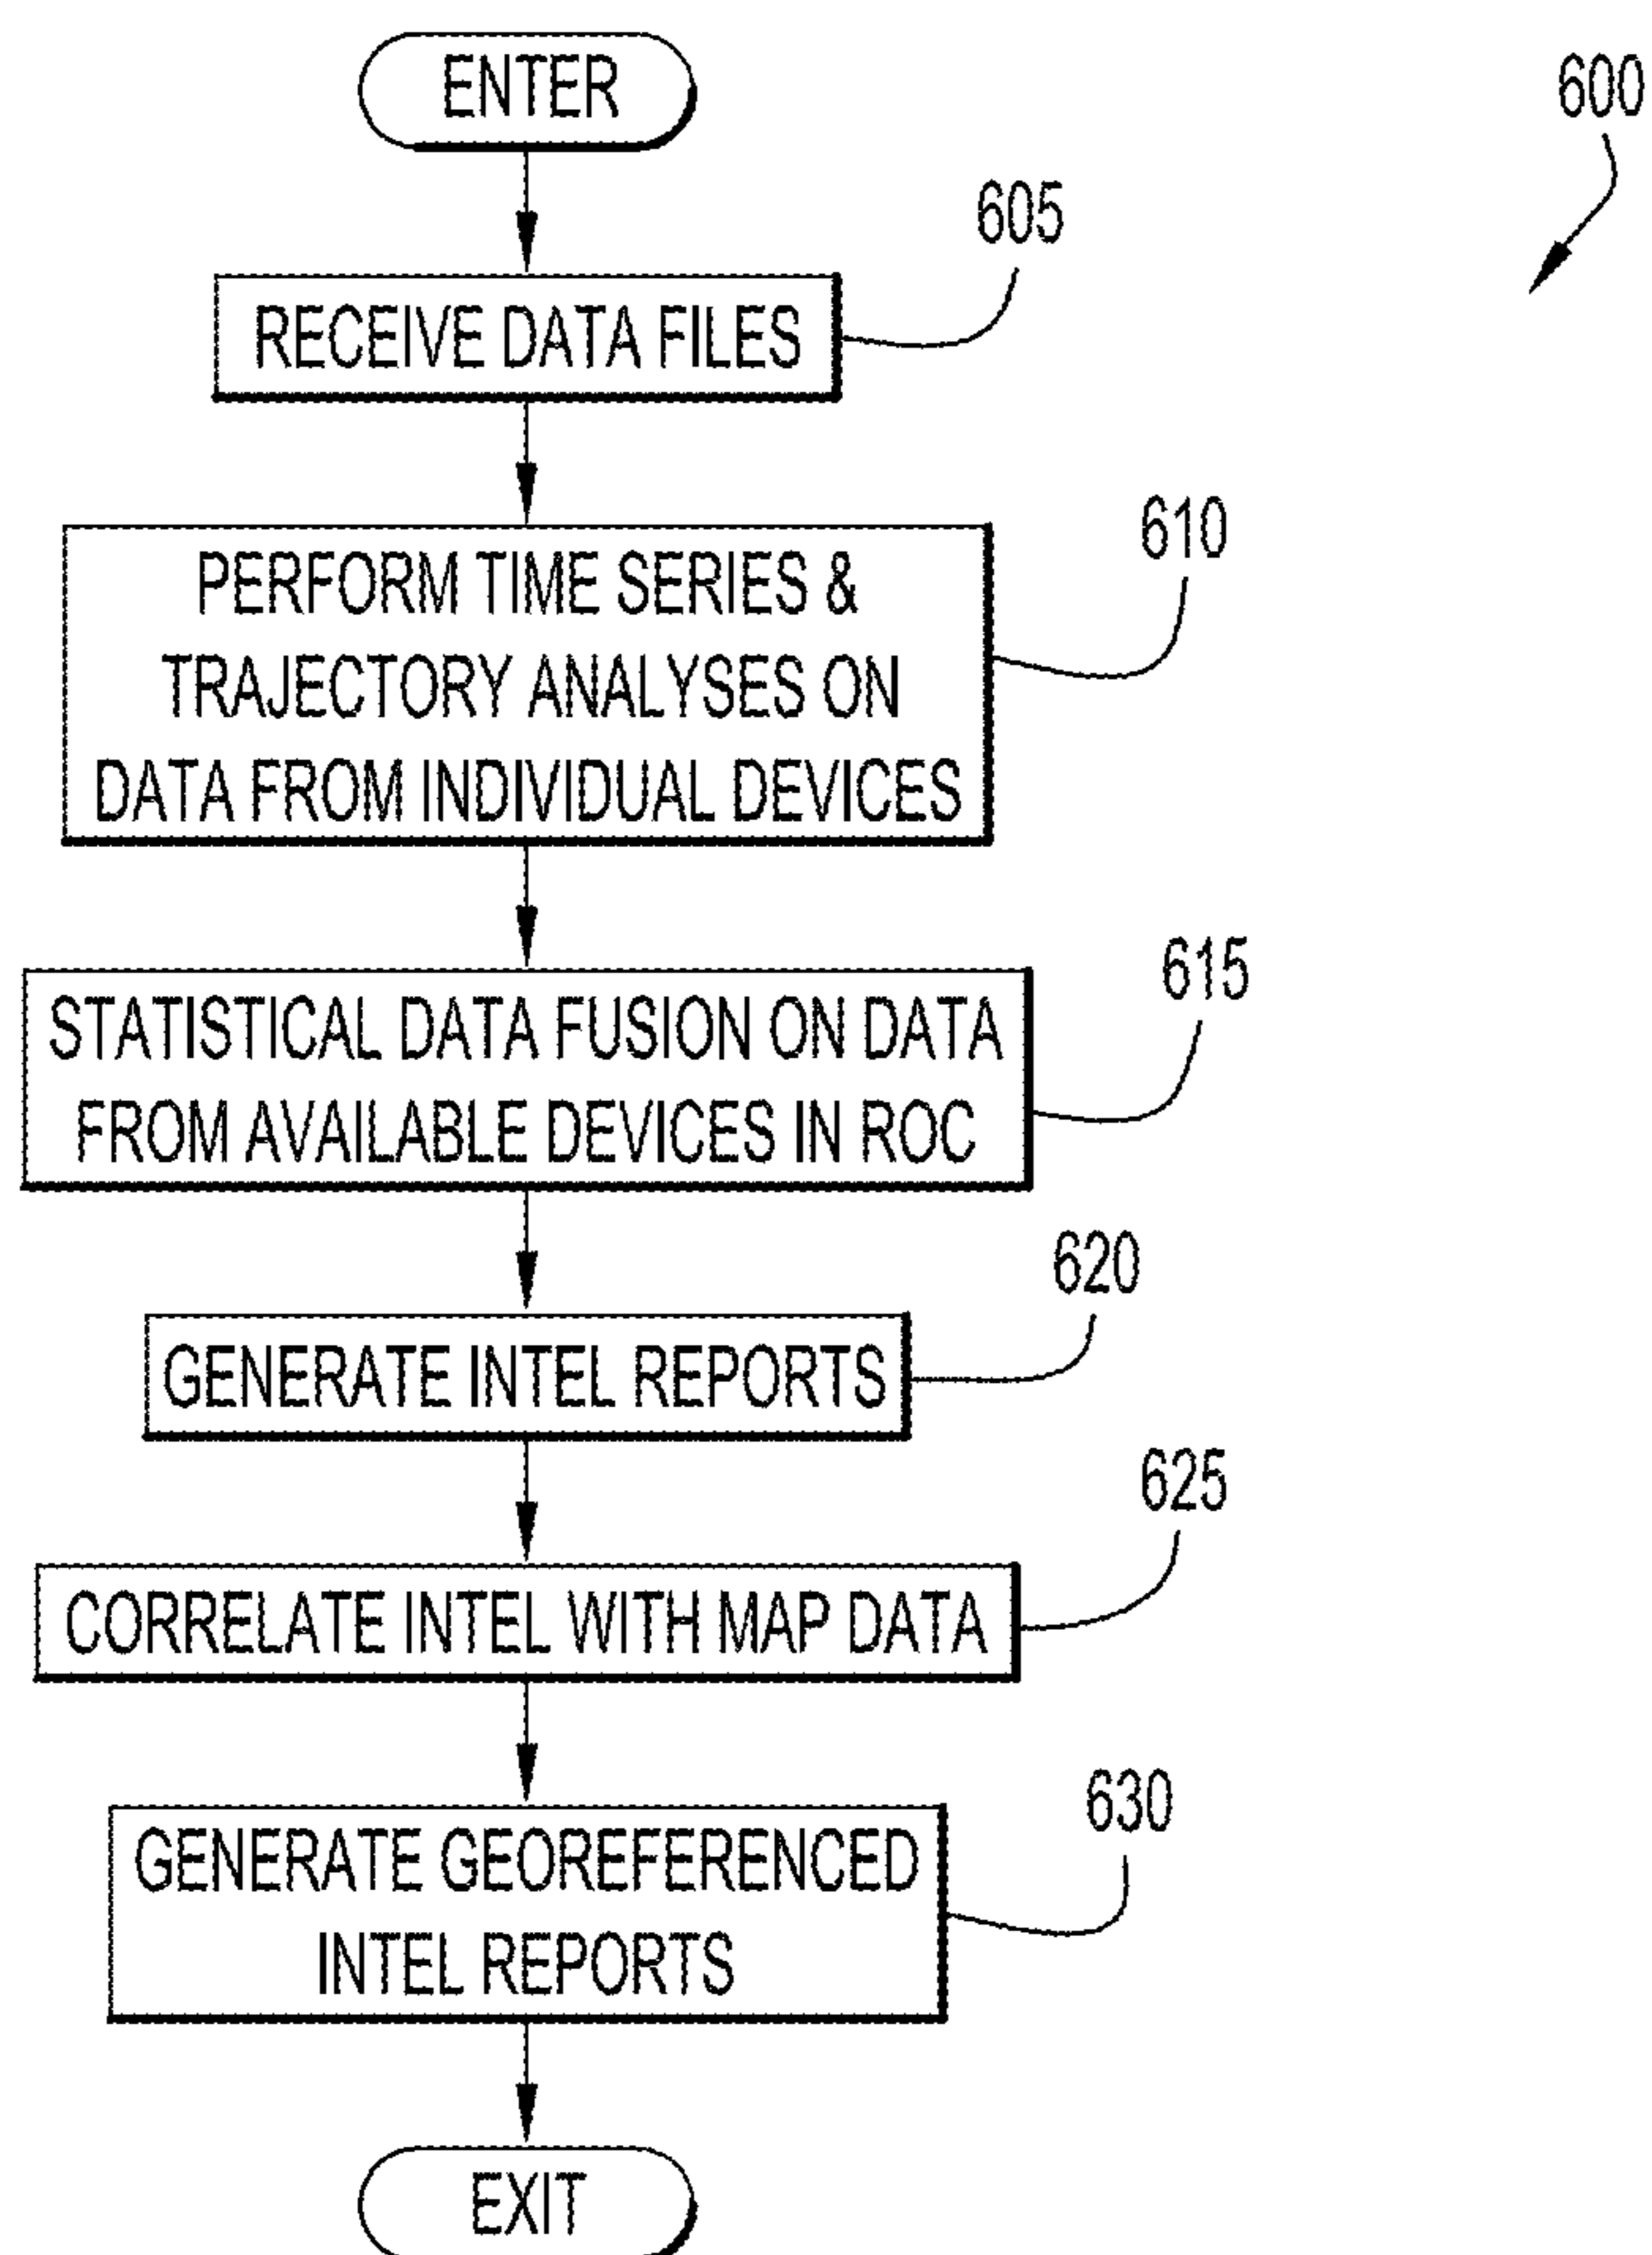 ENTER
600
605
RECEIVE DATA FILES
610
PERFORM TIME SERIES &
TRAJECTORY ANALYSES ON
DATA FROM INDIVIDUAL DEVICES
615
STATISTICAL DATA FUSION ON DATA
FROM AVAILABLE DEVICES IN ROC
620
GENERATE INTEL REPORTS
625
CORRELATE INTEL WITH MAP DATA
630
GENERATE GEOREFERENCED
INTEL REPORTS
EXIT